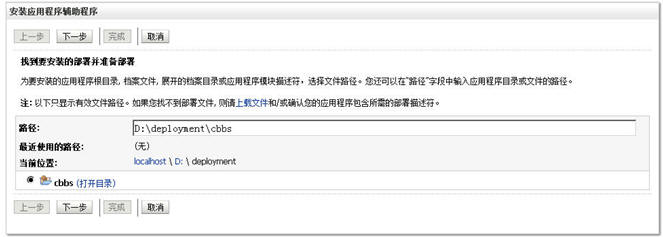 安装应用程序辅助程序
上一步 下一步 完成 取消
找到要安装的部署并准备部署
为要安装的应用程序根目录, 档案文件, 展开的档案目录或应用程序模块描述符, 选择文件路径。您还可以在“路径”字段中输入应用程序目录或文件的路径。
注: 以下只显示有效文件路径。如果您找不到部署文件, 则请上载文件和/或确认您的应用程序包含所需的部署描述符。
路径: D:\deployment\cbbs
最近使用的路径: (无)
当前位置: localhost \ D: \ deployment
cbbs (打开目录)
上一步 下一步 完成 取消